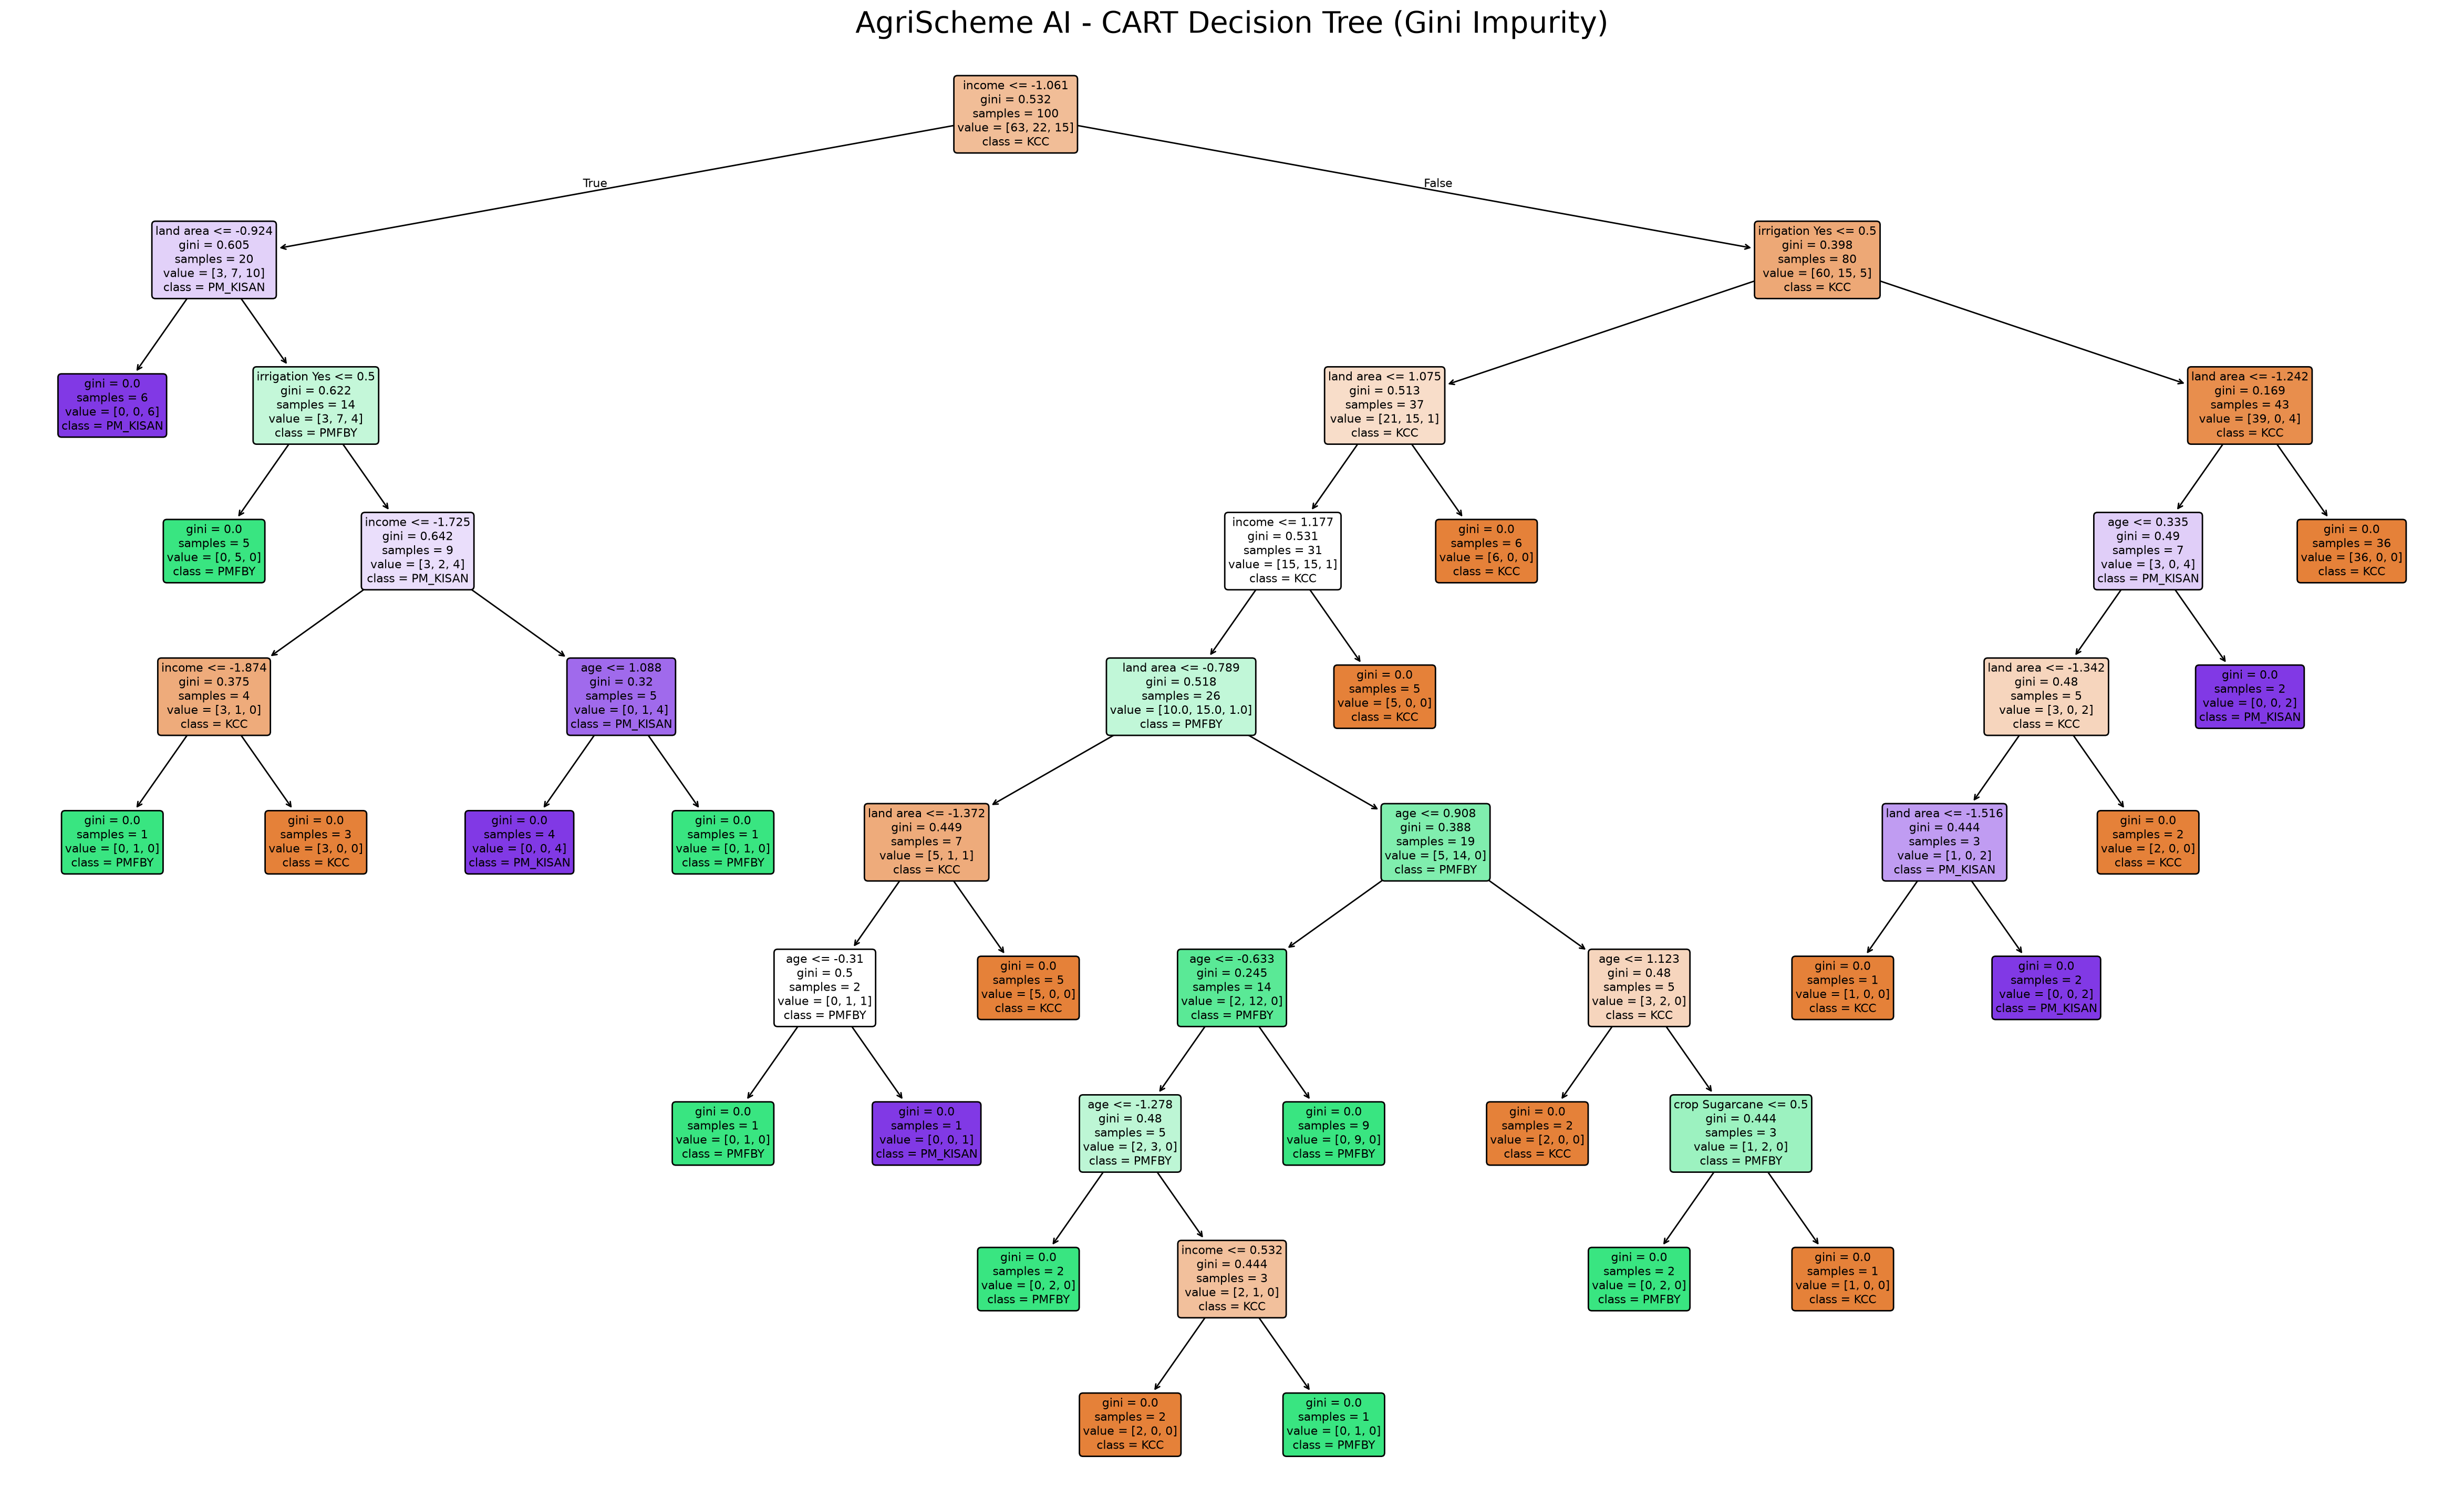 AgriScheme AI - CART Decision Tree (Gini Impurity)
income <= -1.061
gini = 0.532
samples = 100
value = [63, 22, 15]
class = KCC
True
False
land area <= -0.924
gini = 0.605
samples = 20
value = [3, 7, 10]
class = PM_KISAN
irrigation Yes <= 0.5
gini = 0.398
samples = 80
value = [60, 15, 5]
class = KCC
gini = 0.0
samples = 6
value = [0, 0, 6]
class = PM_KISAN
irrigation Yes <= 0.5
gini = 0.622
samples = 14
value = [3, 7, 4]
class = PMFBY
land area <= 1.075
gini = 0.513
samples = 37
value = [21, 15, 1]
class = KCC
land area <= -1.242
gini = 0.169
samples = 43
value = [39, 0, 4]
class = KCC
gini = 0.0
samples = 5
value = [0, 5, 0]
class = PMFBY
income <= -1.725
gini = 0.642
samples = 9
value = [3, 2, 4]
class = PM_KISAN
income <= 1.177
gini = 0.531
samples = 31
value = [15, 15, 1]
class = KCC
gini = 0.0
samples = 6
value = [6, 0, 0]
class = KCC
age <= 0.335
gini = 0.49
samples = 7
value = [3, 0, 4]
class = PM_KISAN
gini = 0.0
samples = 36
value = [36, 0, 0]
class = KCC
income <= -1.874
gini = 0.375
samples = 4
value = [3, 1, 0]
class = KCC
age <= 1.088
gini = 0.32
samples = 5
value = [0, 1, 4]
class = PM_KISAN
land area <= -0.789
gini = 0.518
samples = 26
value = [10.0, 15.0, 1.0]
class = PMFBY
gini = 0.0
samples = 5
value = [5, 0, 0]
class = KCC
land area <= -1.342
gini = 0.48
samples = 5
value = [3, 0, 2]
class = KCC
gini = 0.0
samples = 2
value = [0, 0, 2]
class = PM_KISAN
gini = 0.0
samples = 1
value = [0, 1, 0]
class = PMFBY
gini = 0.0
samples = 3
value = [3, 0, 0]
class = KCC
gini = 0.0
samples = 4
value = [0, 0, 4]
class = PM_KISAN
gini = 0.0
samples = 1
value = [0, 1, 0]
class = PMFBY
land area <= -1.372
gini = 0.449
samples = 7
value = [5, 1, 1]
class = KCC
age <= 0.908
gini = 0.388
samples = 19
value = [5, 14, 0]
class = PMFBY
land area <= -1.516
gini = 0.444
samples = 3
value = [1, 0, 2]
class = PM_KISAN
gini = 0.0
samples = 2
value = [2, 0, 0]
class = KCC
age <= -0.31
gini = 0.5
samples = 2
value = [0, 1, 1]
class = PMFBY
gini = 0.0
samples = 5
value = [5, 0, 0]
class = KCC
age <= -0.633
gini = 0.245
samples = 14
value = [2, 12, 0]
class = PMFBY
age <= 1.123
gini = 0.48
samples = 5
value = [3, 2, 0]
class = KCC
gini = 0.0
samples = 1
value = [1, 0, 0]
class = KCC
gini = 0.0
samples = 2
value = [0, 0, 2]
class = PM_KISAN
gini = 0.0
samples = 1
value = [0, 1, 0]
class = PMFBY
gini = 0.0
samples = 1
value = [0, 0, 1]
class = PM_KISAN
age <= -1.278
gini = 0.48
samples = 5
value = [2, 3, 0]
class = PMFBY
gini = 0.0
samples = 9
value = [0, 9, 0]
class = PMFBY
gini = 0.0
samples = 2
value = [2, 0, 0]
class = KCC
crop Sugarcane <= 0.5
gini = 0.444
samples = 3
value = [1, 2, 0]
class = PMFBY
gini = 0.0
samples = 2
value = [0, 2, 0]
class = PMFBY
income <= 0.532
gini = 0.444
samples = 3
value = [2, 1, 0]
class = KCC
gini = 0.0
samples = 2
value = [0, 2, 0]
class = PMFBY
gini = 0.0
samples = 1
value = [1, 0, 0]
class = KCC
gini = 0.0
samples = 2
value = [2, 0, 0]
class = KCC
gini = 0.0
samples = 1
value = [0, 1, 0]
class = PMFBY